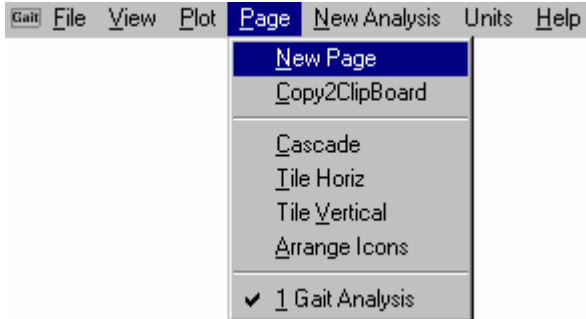 Gait File View Plot Page New Analysis Units Help
New Page
Copy2ClipBoard
Cascade
Tile Horiz
Tile Vertical
Arrange Icons
✔ 1 Gait Analysis